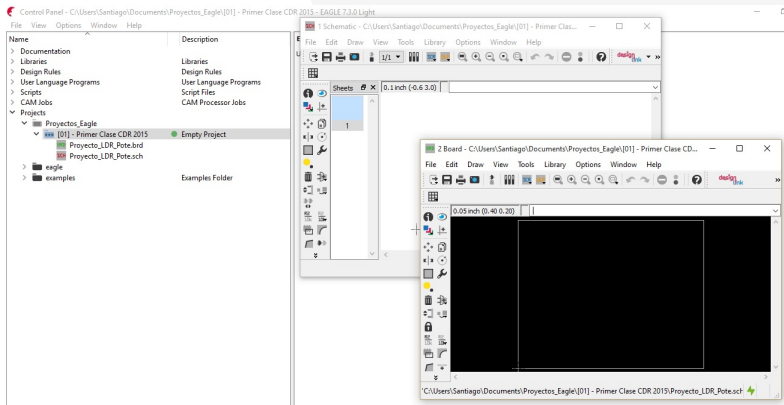 Control Panel - C:\Users\Santiago\Documents\Proyectos_Eagle\[01] - Primer Clase CDR 2015 - EAGLE 7.3.0 Light
File View Options Window Help
Name Description
Documentation
Libraries Libraries
Design Rules Design Rules
User Language Programs User Language Programs
Scripts Script Files
CAM Jobs CAM Processor Jobs
Projects
Proyectos_Eagle
[01] - Primer Clase CDR 2015 Empty Project
Proyecto_LDR_Pote.brd
Proyecto_LDR_Pote.sch
eagle
examples Examples Folder
1 Schematic - C:\Users\Santiago\Documents\Proyectos_Eagle\[01] - Primer Clas...
File Edit Draw View Tools Library Options Window Help
1/1
design link
Sheets
0.1 inch (-0.6 3.0)
1
2 Board - C:\Users\Santiago\Documents\Proyectos_Eagle\[01] - Primer Clase CD...
File Edit Draw View Tools Library Options Window Help
design link
0.05 inch (0.40 0.20)
'C:\Users\Santiago\Documents\Proyectos_Eagle\[01] - Primer Clase CDR 2015\Proyecto_LDR_Pote.sch